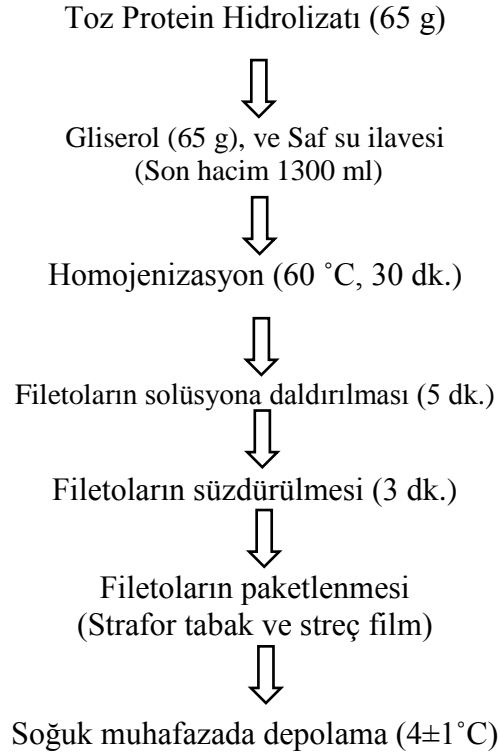 Toz Protein Hidrolizatı (65 g)
Gliserol (65 g), ve Saf su ilavesi
(Son hacim 1300 ml)
Homojenizasyon (60 ˚C, 30 dk.)
Filetoların solüsyona daldırılması (5 dk.)
Filetoların süzdürülmesi (3 dk.)
Filetoların paketlenmesi
(Strafor tabak ve streç film)
Soğuk muhafazada depolama (4±1˚C)